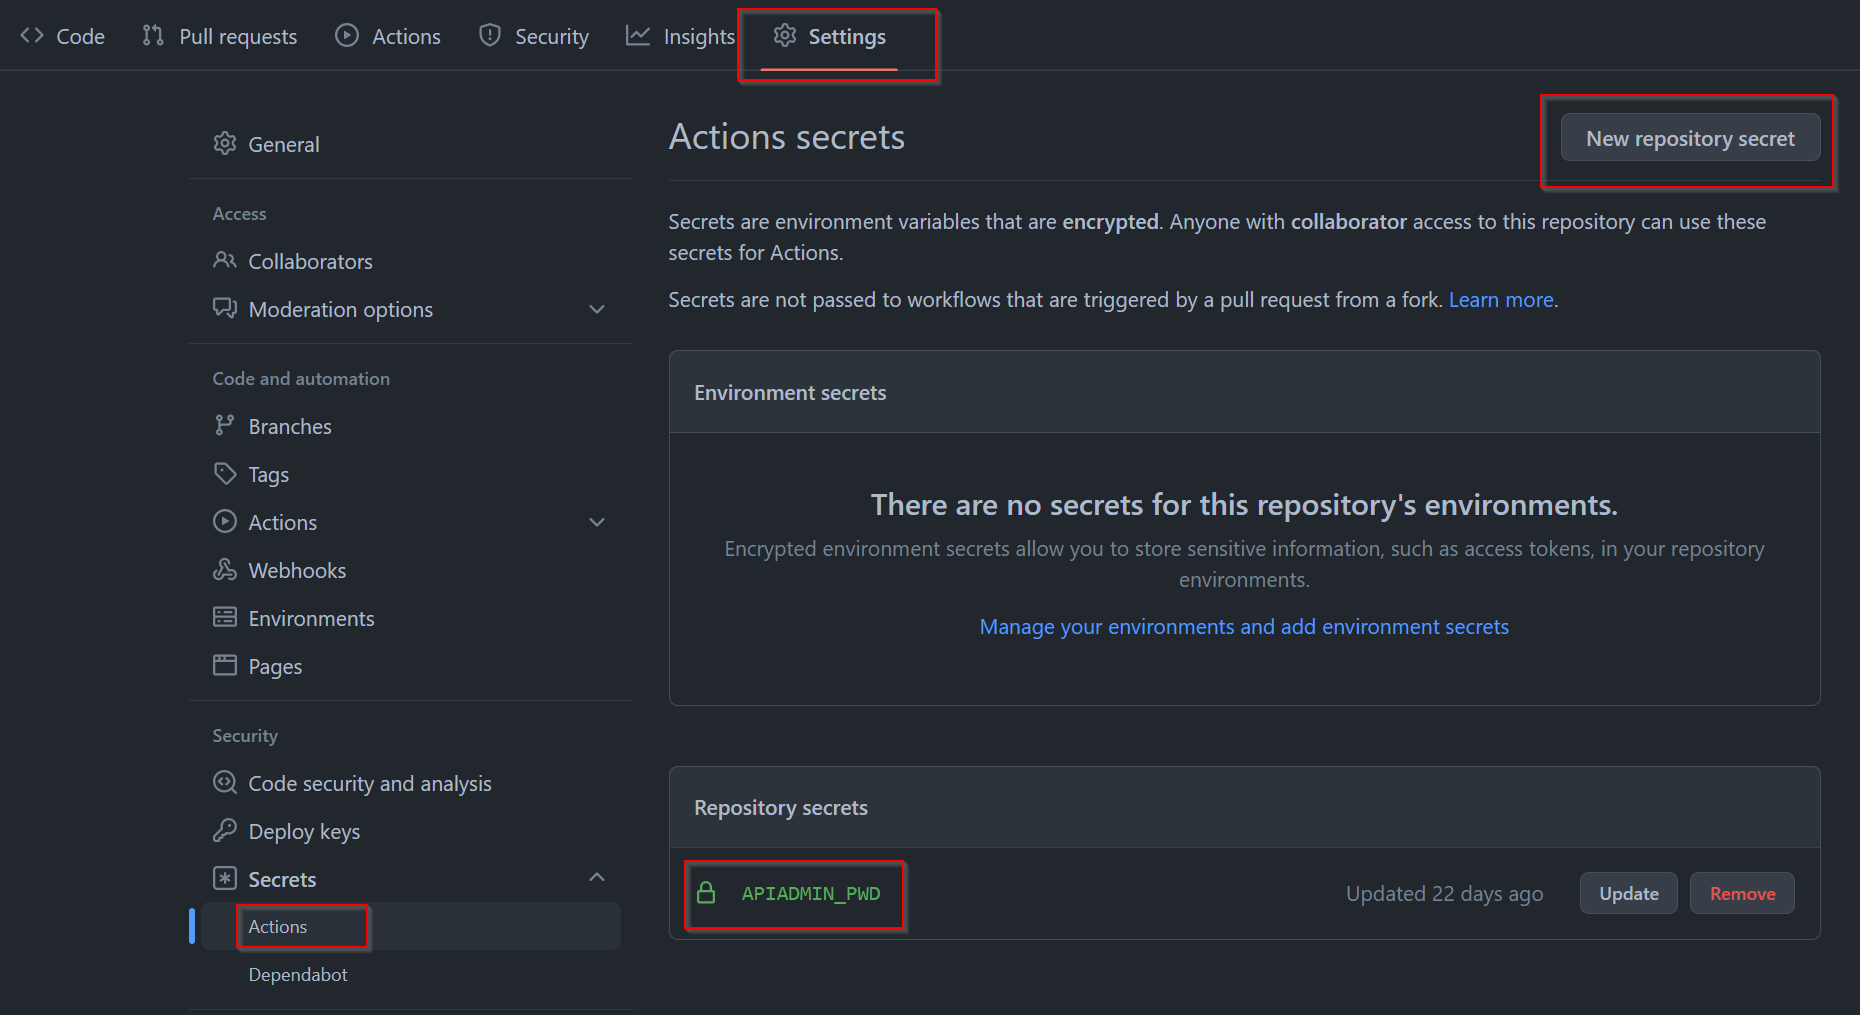 Code Pull requests Actions Security Insights Settings
General
Access
Collaborators
Moderation options
Code and automation
Branches
Tags
Actions
Webhooks
Environments
Pages
Security
Code security and analysis
Deploy keys
Secrets
Actions
Dependabot
Actions secrets
New repository secret
Secrets are environment variables that are encrypted. Anyone with collaborator access to this repository can use these
secrets for Actions.
Secrets are not passed to workflows that are triggered by a pull request from a fork. Learn more.
Environment secrets
There are no secrets for this repository's environments.
Encrypted environment secrets allow you to store sensitive information, such as access tokens, in your repository
environments.
Manage your environments and add environment secrets
Repository secrets
APIADMIN_PWD Updated 22 days ago Update Remove